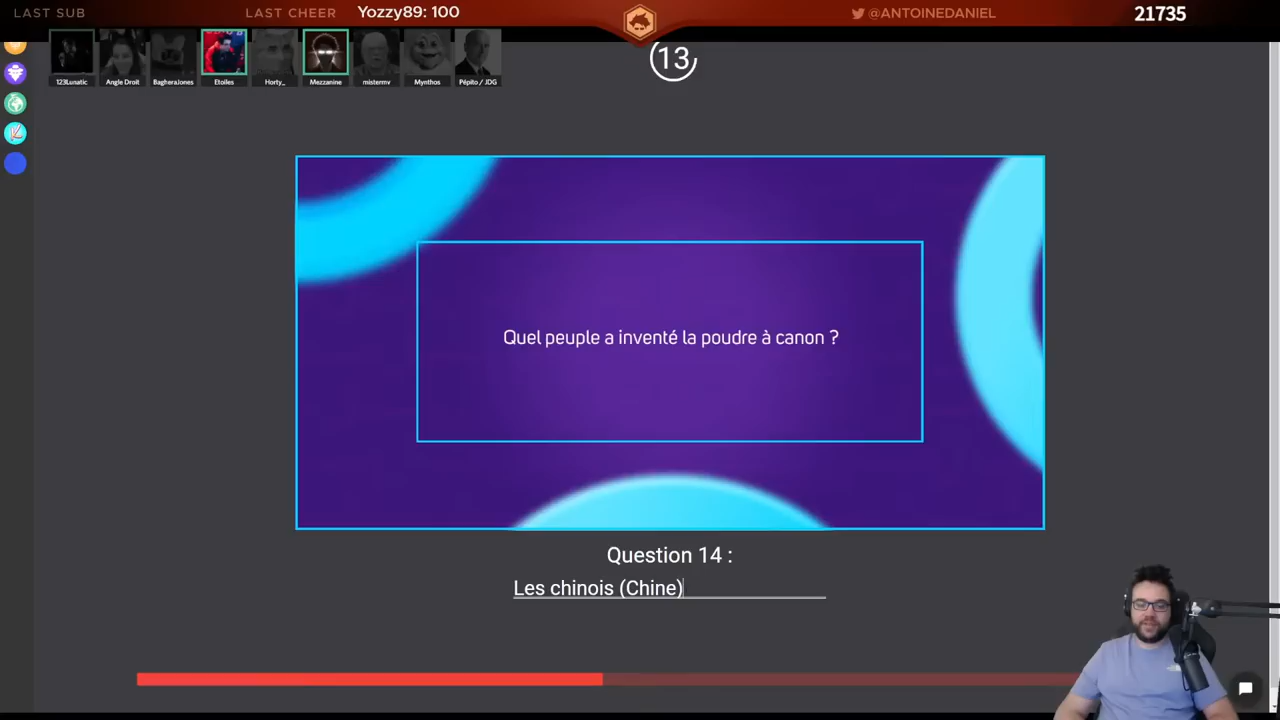 LAST SUB
LAST CHEER
Yozzy89: 100
@ANTOINEDANIEL
21735
123Lunatic
Angle Droit
BagheraJones
Etoiles
Horty_
Mezzanine
mistermv
Mynthos
Pépito / JDG
13
Quel peuple a inventé la poudre à canon ?
Question 14 :
Les chinois (Chine)